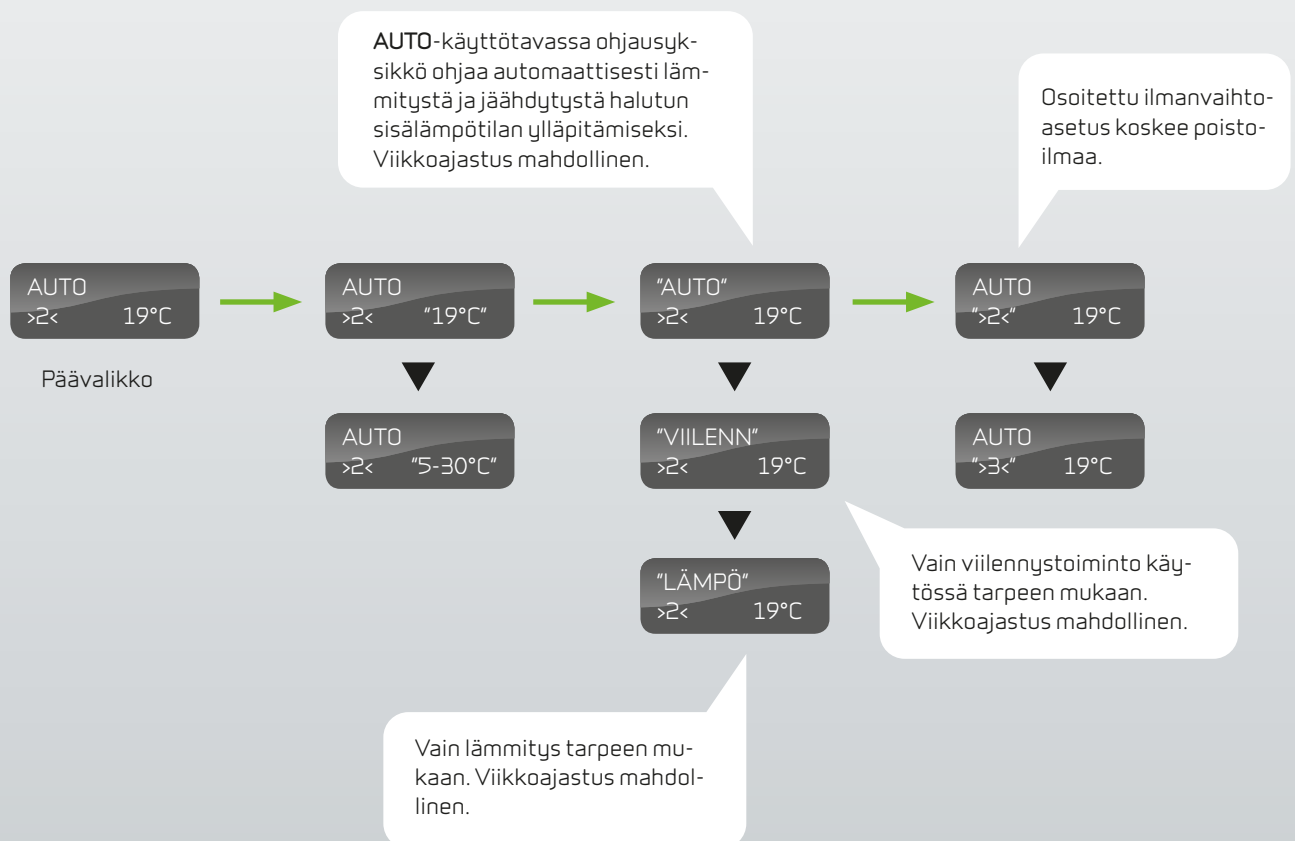 AUTO-käyttötavassa ohjausyk-
sikkö ohjaa automaattisesti läm-
mitystä ja jäähdytystä halutun
sisälämpötilan ylläpitämiseksi.
Viikkoajastus mahdollinen.
Osoitettu ilmanvaihto-
asetus koskee poisto-
ilmaa.
AUTO
>2< 19°C
Päävalikko
AUTO
>2< "19°C"
"AUTO"
>2< 19°C
AUTO
">2<" 19°C
AUTO
>2< "5-30°C"
"VIILENN"
>2< 19°C
AUTO
">3<" 19°C
"LÄMPÖ"
>2< 19°C
Vain viilennystoiminto käy-
tössä tarpeen mukaan.
Viikkoajastus mahdollinen.
Vain lämmitys tarpeen mu-
kaan. Viikkoajastus mahdol-
linen.